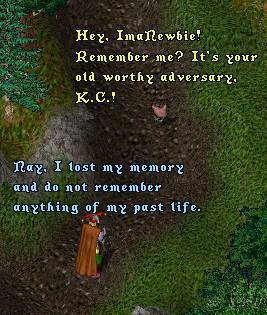 Hey, ImaNewbie!
Remember me? It's your
old worthy adversary,
K.C.!
Nay, I lost my memory
and do not remember
anything of my past life.